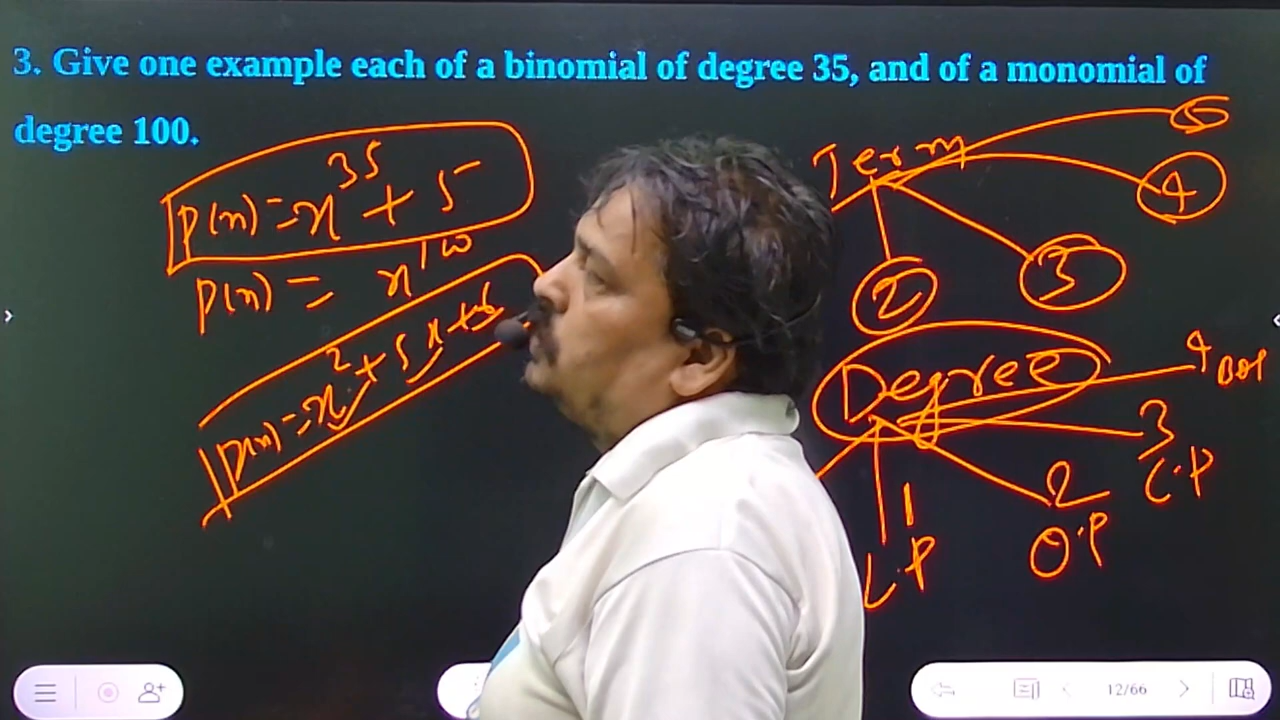 3. Give one example each of a binomial of degree 35, and of a monomial of
degree 100.
p(x) = x³⁵ + 5
p(x) = x¹⁰⁰
p(x) = x² + 5x + 6
Term
5
4
3
2
Degree
4 BQP
3
C.P
2
Q.P
1
L.P
12/66